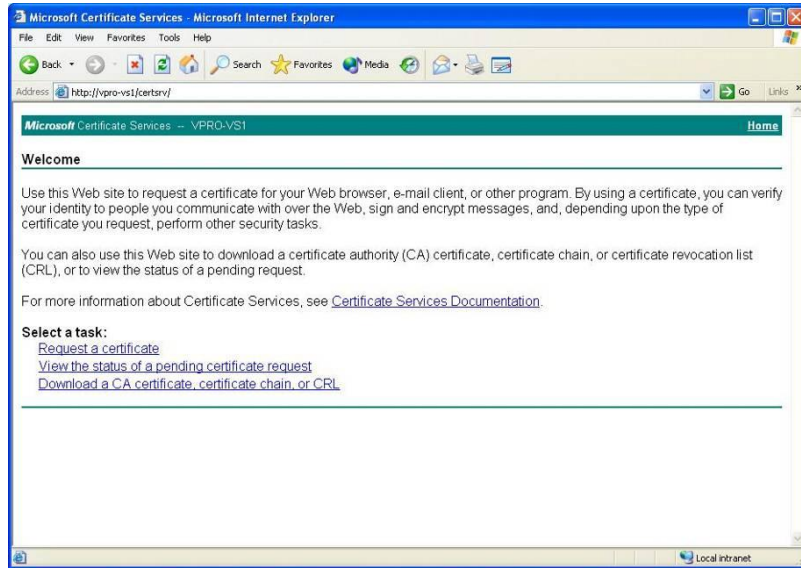 Microsoft Certificate Services - Microsoft Internet Explorer
File Edit View Favorites Tools Help
Back Search Favorites Media
Address http://vpro-vs1/certsrv/ Go Links »
Microsoft Certificate Services -- VPRO-VS1 Home
Welcome
Use this Web site to request a certificate for your Web browser, e-mail client, or other program. By using a certificate, you can verify
your identity to people you communicate with over the Web, sign and encrypt messages, and, depending upon the type of
certificate you request, perform other security tasks.
You can also use this Web site to download a certificate authority (CA) certificate, certificate chain, or certificate revocation list
(CRL), or to view the status of a pending request.
For more information about Certificate Services, see Certificate Services Documentation.
Select a task:
Request a certificate
View the status of a pending certificate request
Download a CA certificate, certificate chain, or CRL
Local intranet